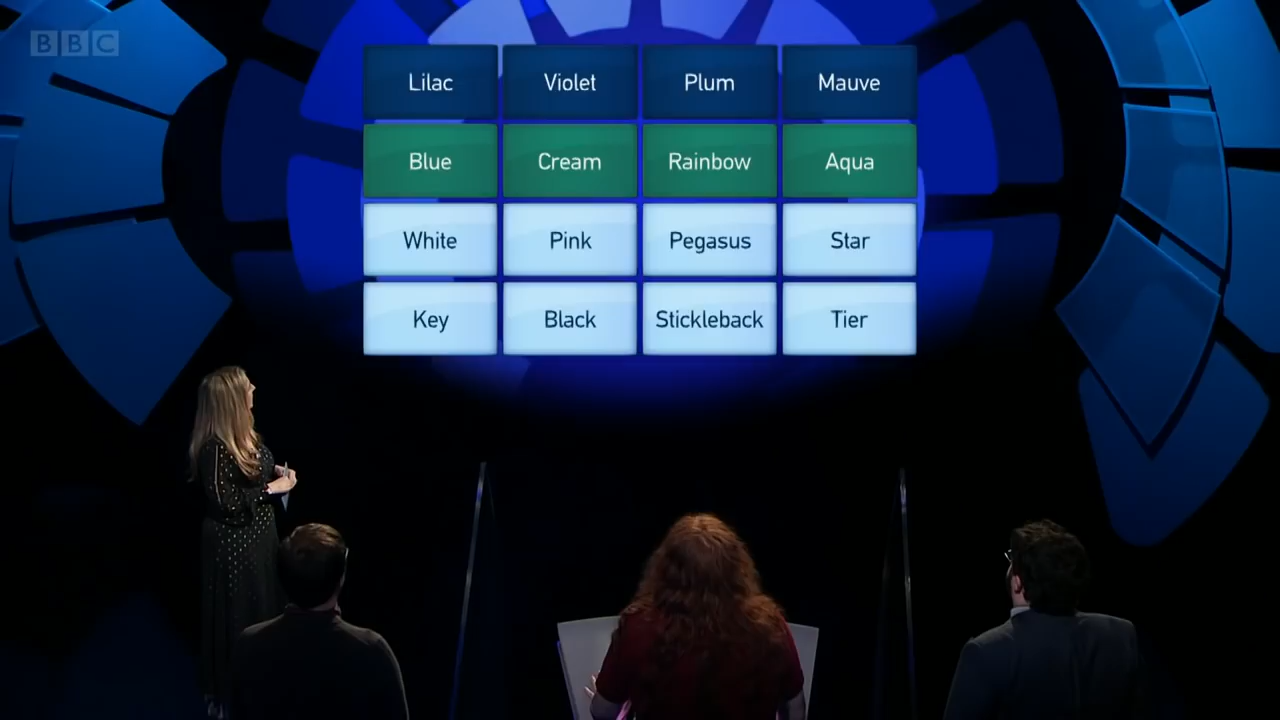 BBC
Lilac Violet Plum Mauve
Blue Cream Rainbow Aqua
White Pink Pegasus Star
Key Black Stickleback Tier